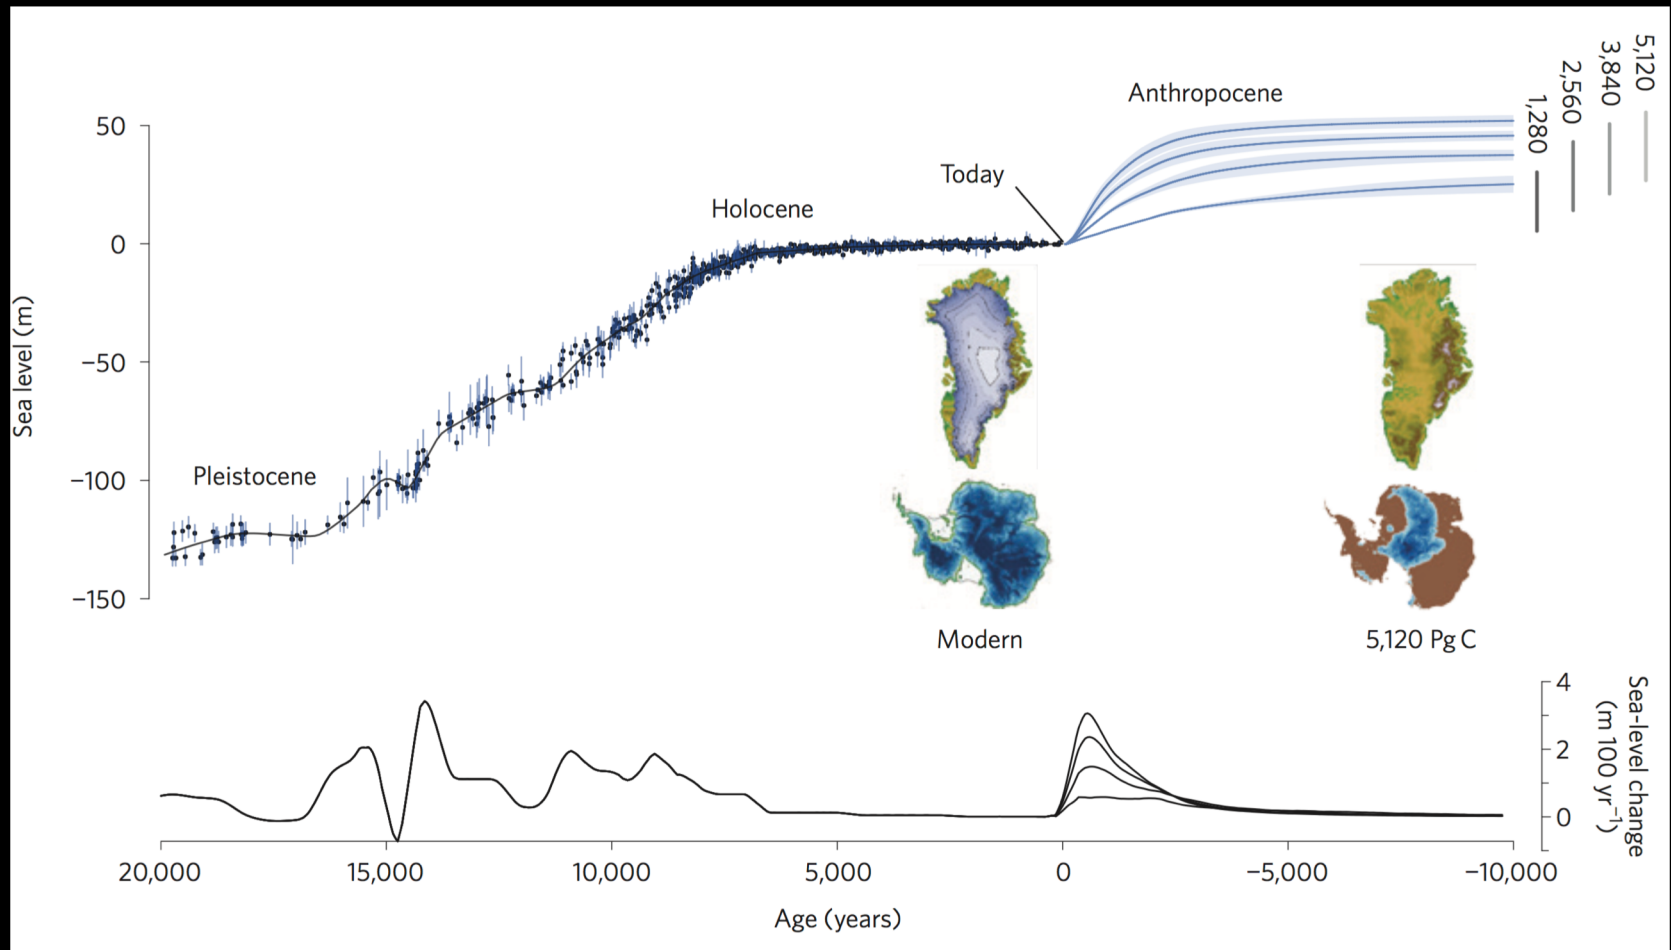 5,120
3,840
2,560
1,280
Anthropocene
50
Today
Holocene
0
Sea level (m)
−50
−100
Pleistocene
−150
Modern
5,120 Pg C
4
2
0
Sea-level change
(m 100 yr⁻¹)
20,000
15,000
10,000
5,000
0
−5,000
−10,000
Age (years)